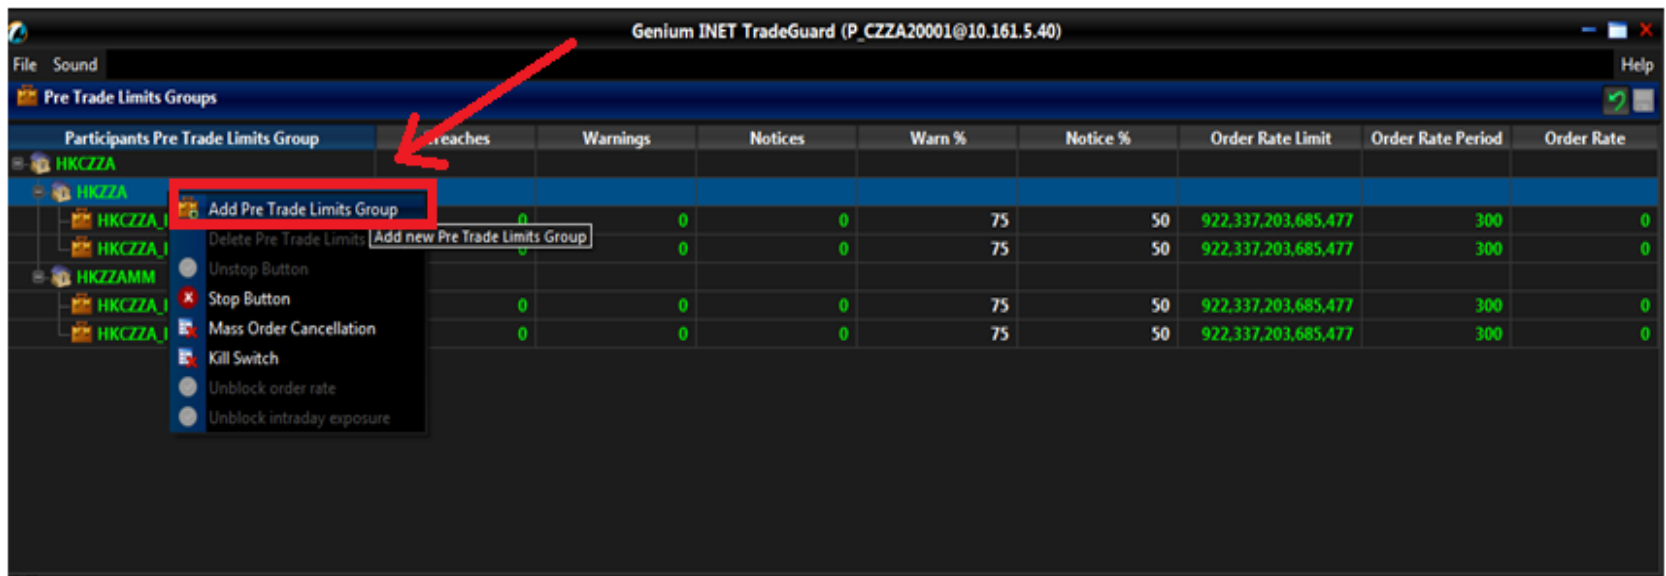 Genium INET TradeGuard (P_CZZA20001@10.161.5.40)
File Sound Help
Pre Trade Limits Groups
Participants Pre Trade Limits Group reaches Warnings Notices Warn % Notice % Order Rate Limit Order Rate Period Order Rate
HKCZZA
HKZZA
Add Pre Trade Limits Group
HKCZZA_I 0 0 0 75 50 922,337,203,685,477 300 0
Delete Pre Trade Limits
Add new Pre Trade Limits Group
HKCZZA_I 0 0 0 75 50 922,337,203,685,477 300 0
Unstop Button
HKZZAMM
Stop Button
HKCZZA_I 0 0 0 75 50 922,337,203,685,477 300 0
Mass Order Cancellation
HKCZZA_I 0 0 0 75 50 922,337,203,685,477 300 0
Kill Switch
Unblock order rate
Unblock intraday exposure